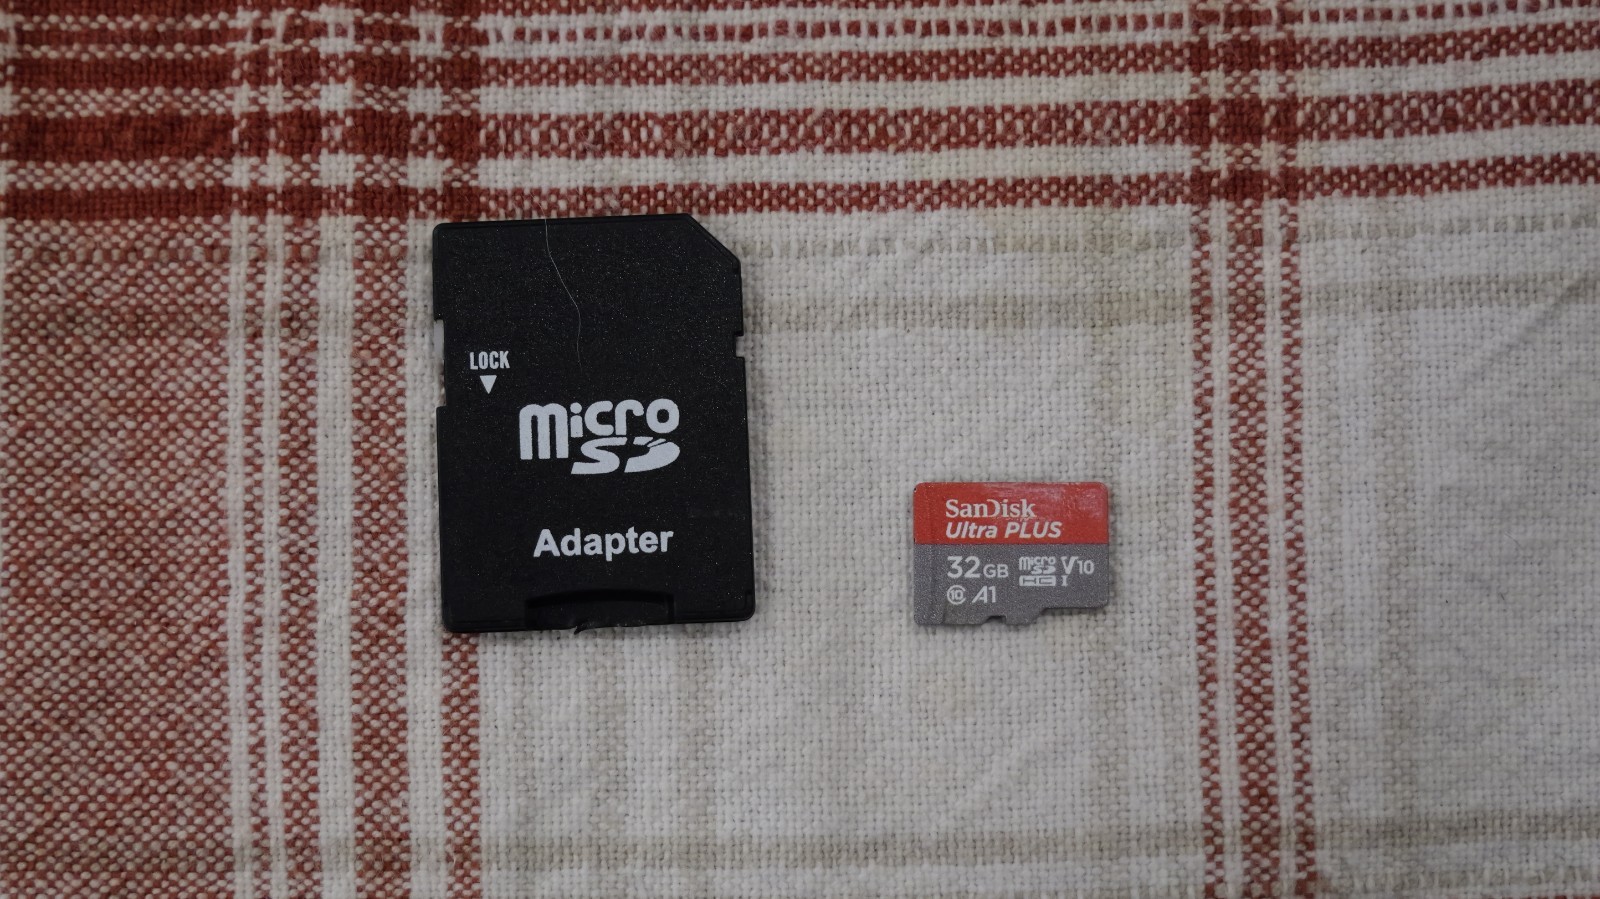 LOCK
micro
SD
Adapter
SanDisk
Ultra PLUS
32GB micro SD HC I V10
10 A1